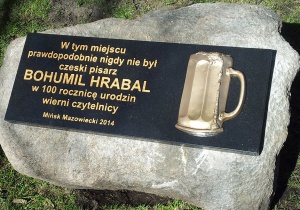 W tym miejscu
prawdopodobnie nigdy nie był
czeski pisarz
BOHUMIL HRABAL
w 100 rocznicę urodzin
wierni czytelnicy
Mińsk Mazowiecki 2014